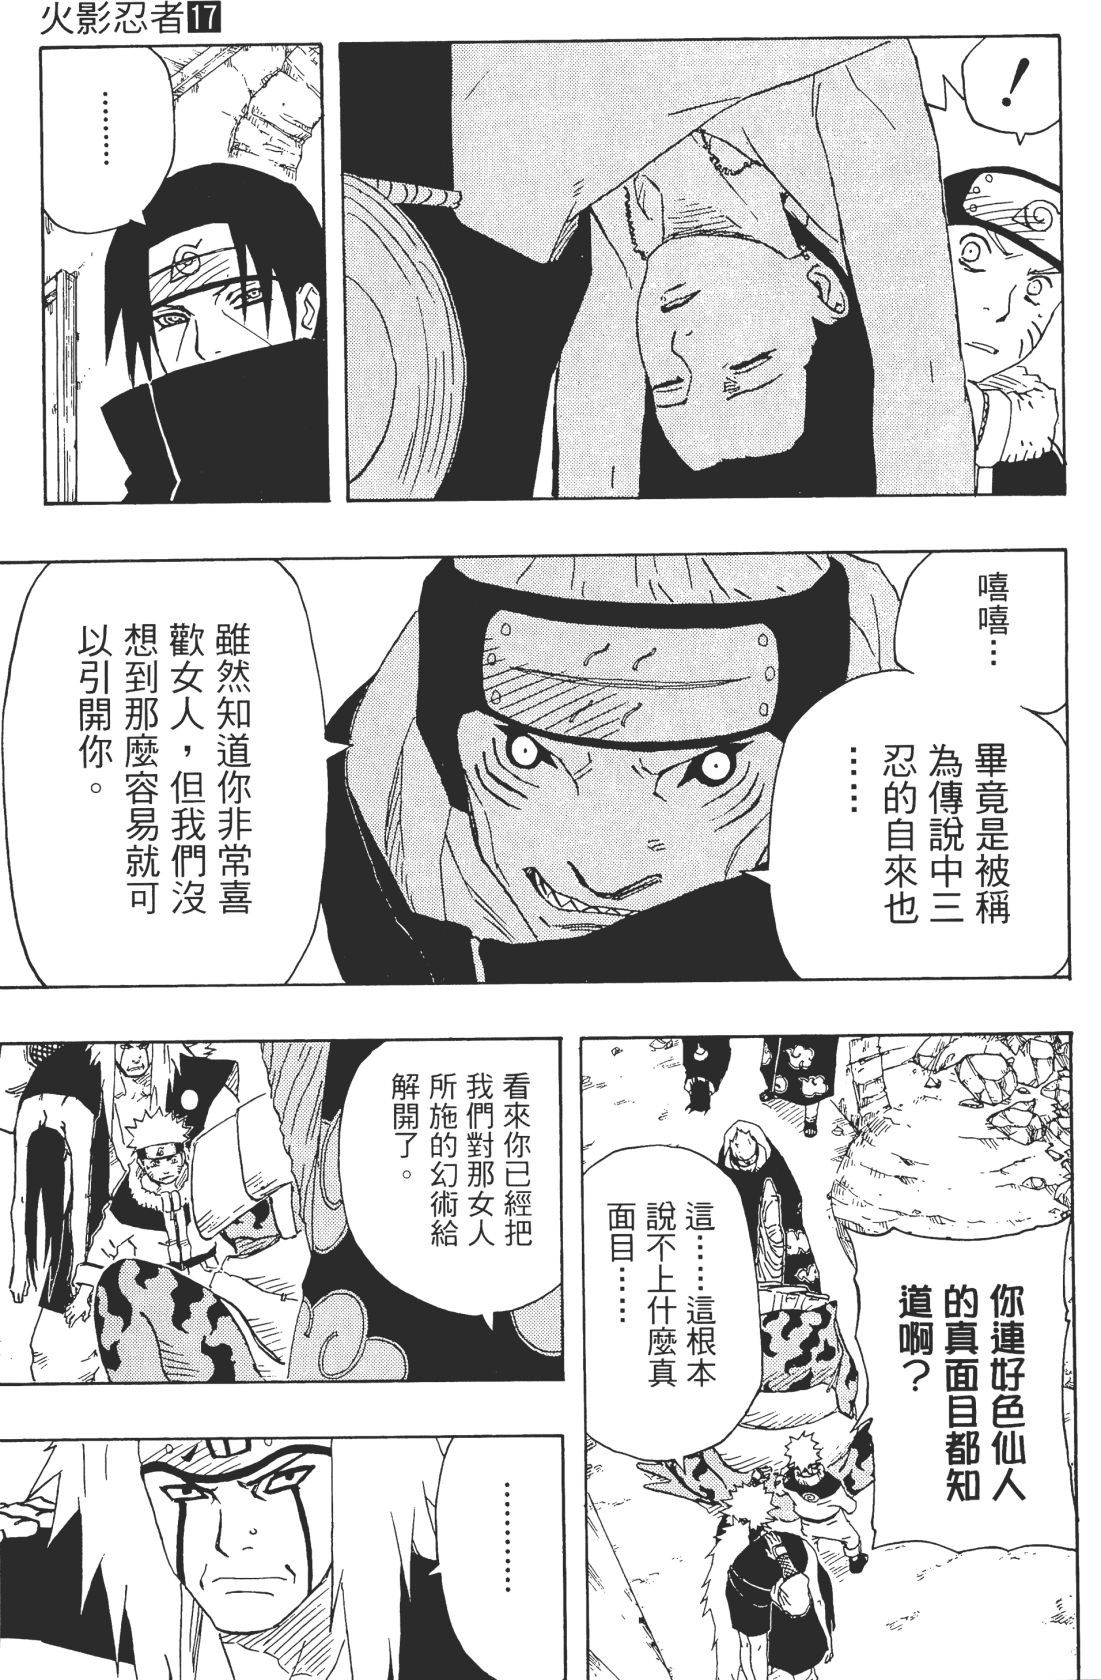 火影忍者17
！
………
嘻嘻…
畢竟是被稱
為傳說中三
忍的自來也
……
雖然知道你非常喜
歡女人，但我們沒
想到那麼容易就可
以引開你。
你連好色仙人
的真面目都知
道啊？
這……這根本
說不上什麼真
面目……
看來你已經把
我們對那女人
所施的幻術給
解開了。
…………